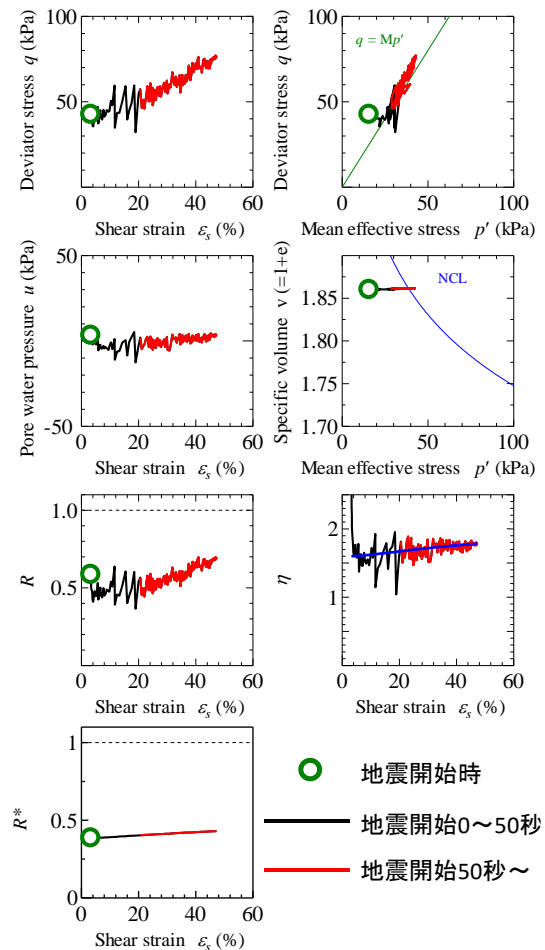 Deviator stress q (kPa)
100
50
0
0 20 40 60
Shear strain εs (%)
Deviator stress q (kPa)
100
50
0
q = Mp′
0 50 100
Mean effective stress p′ (kPa)
Pore water pressure u (kPa)
50
-50
0 20 40 60
Shear strain εs (%)
Specific volume v (=1+e)
1.85
1.80
1.75
1.70
NCL
0 50 100
Mean effective stress p′ (kPa)
R
1.0
0.5
0 20 40 60
Shear strain εs (%)
η
2
1
0 20 40 60
Shear strain εs (%)
R*
1
0.5
0
0 20 40 60
Shear strain εs (%)
地震開始時
地震開始0～50秒
地震開始50秒～